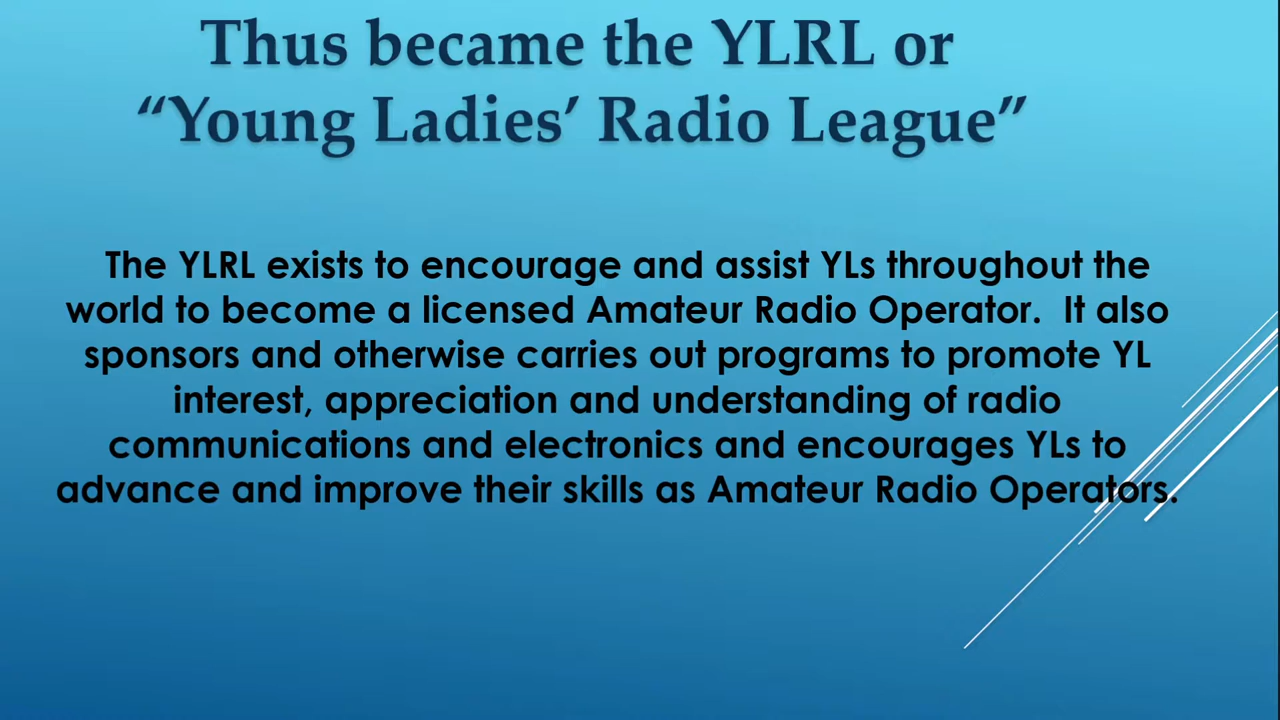 Thus became the YLRL or
“Young Ladies’ Radio League”
The YLRL exists to encourage and assist YLs throughout the
world to become a licensed Amateur Radio Operator.  It also
sponsors and otherwise carries out programs to promote YL
interest, appreciation and understanding of radio
communications and electronics and encourages YLs to
advance and improve their skills as Amateur Radio Operators.